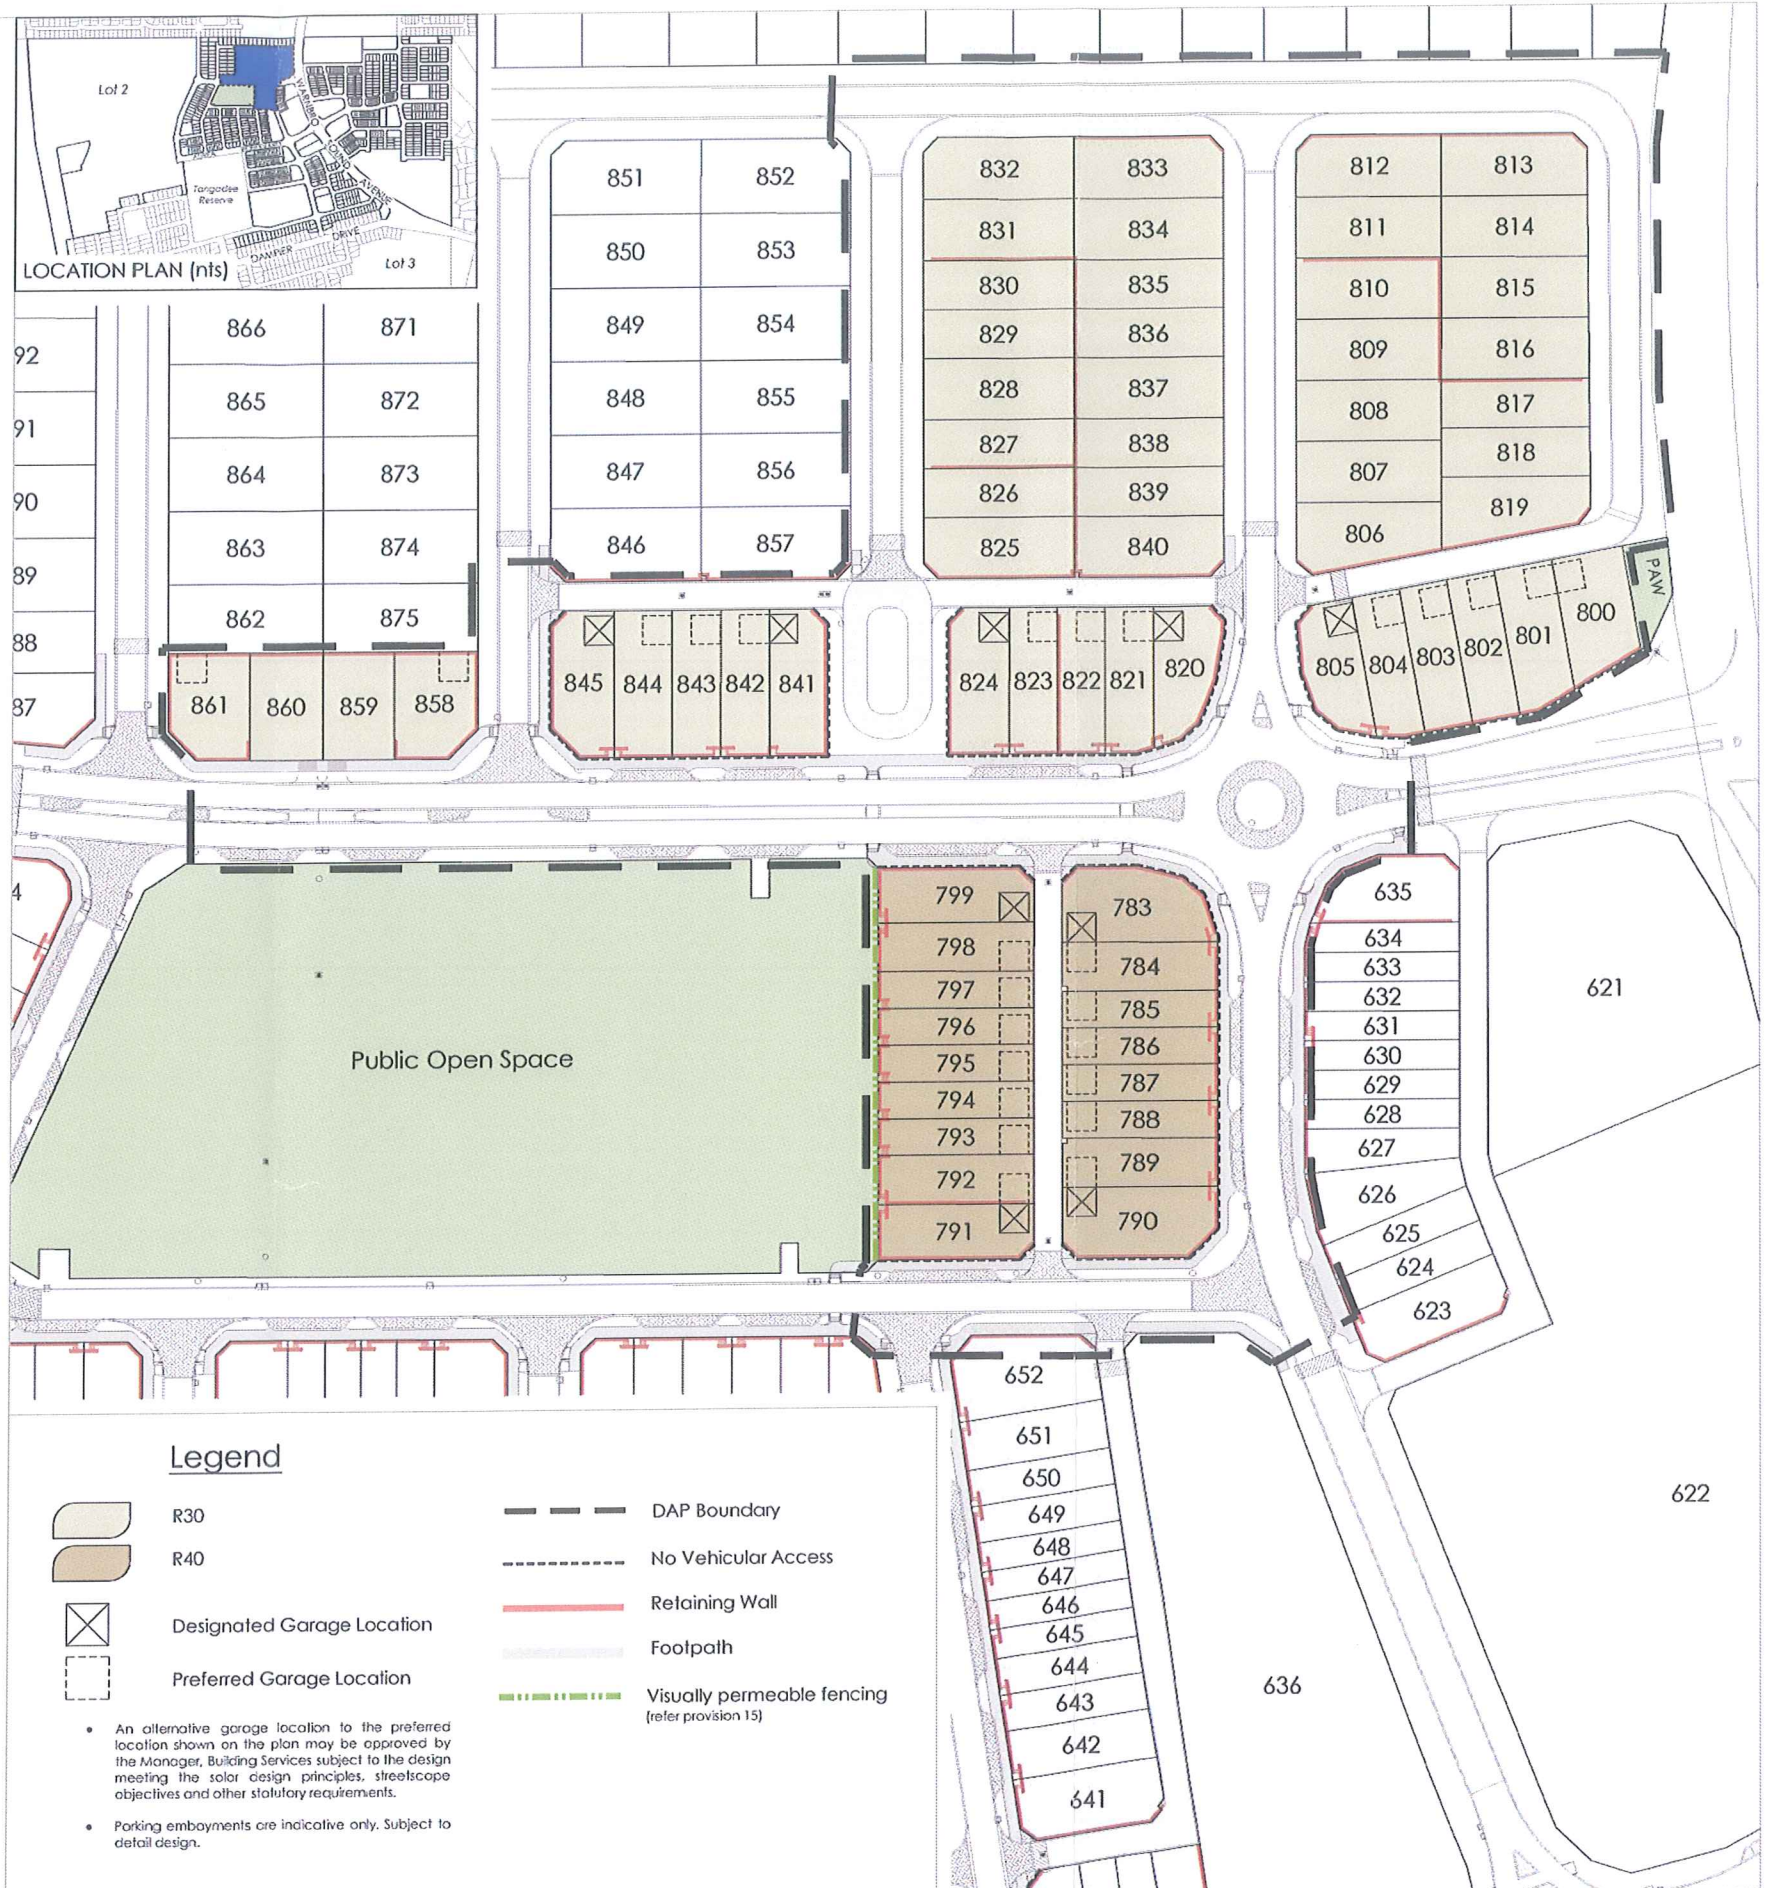 Lot 2
WARNBRO
SOUND
AVENUE
Tangadee
Reserve
DAMPIER
DRIVE
Lot 3
LOCATION PLAN (nts)
851 852
850 853
849 854
848 855
847 856
846 857
832 833
831 834
830 835
829 836
828 837
827 838
826 839
825 840
812 813
811 814
810 815
809 816
808 817
807 818
806 819
92
91
90
89
88
87
866 871
865 872
864 873
863 874
862 875
861 860 859 858
845 844 843 842 841
824 823 822 821 820
805 804 803 802 801 800
PAW
4
Public Open Space
799 783
798 784
797 785
796 786
795 787
794 788
793 789
792 790
791
635
634
633
632
631
630
629
628
627
626
625
624
623
621
622
636
652
651
650
649
648
647
646
645
644
643
642
641
Legend
R30
R40
Designated Garage Location
Preferred Garage Location
• An alternative garage location to the preferred
location shown on the plan may be approved by
the Manager, Building Services subject to the design
meeting the solar design principles, streetscape
objectives and other statutory requirements.
• Parking embayments are indicative only. Subject to
detail design.
DAP Boundary
No Vehicular Access
Retaining Wall
Footpath
Visually permeable fencing
(refer provision 15)